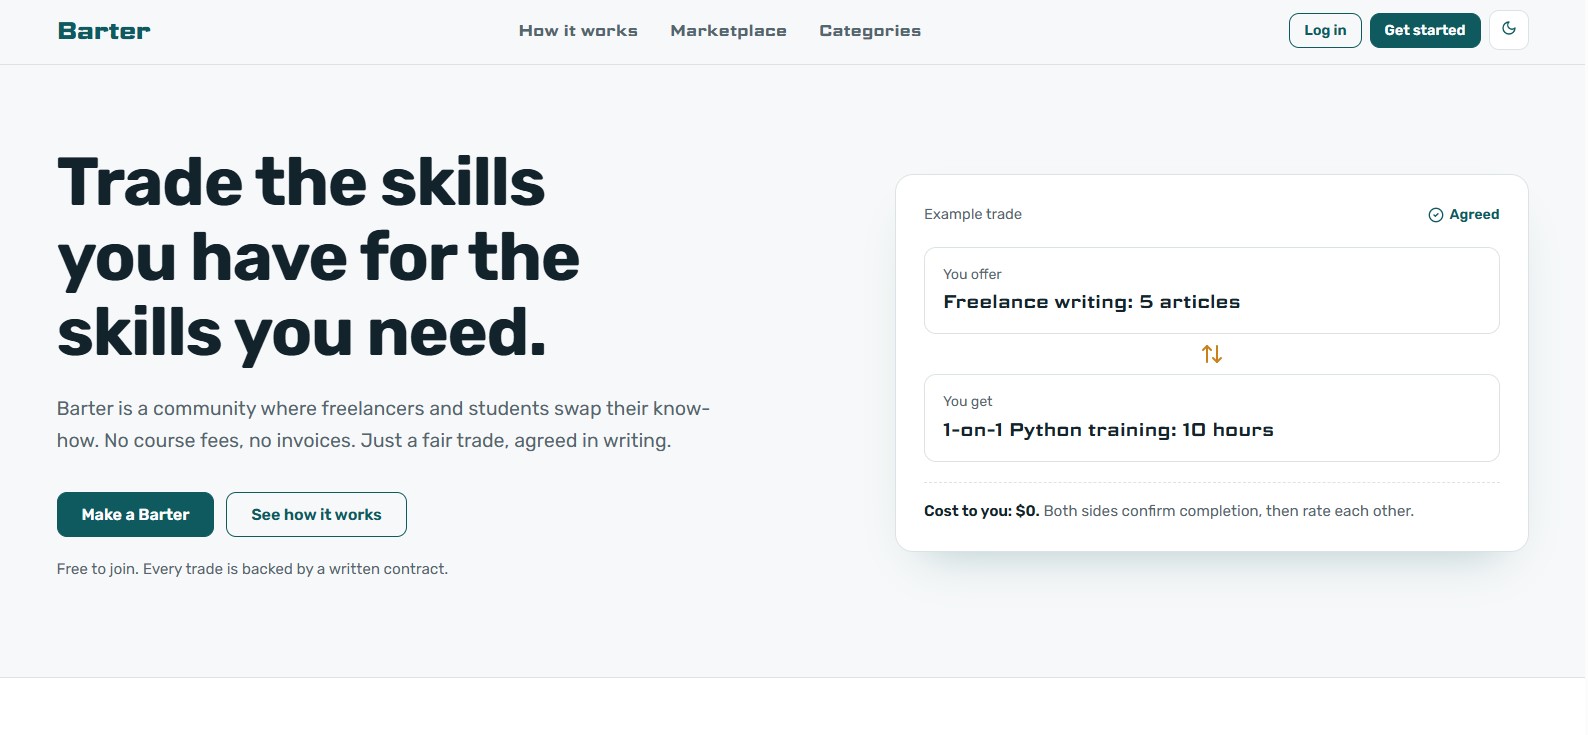 Barter
How it works
Marketplace
Categories
Log in
Get started
Trade the skills
you have for the
skills you need.
Barter is a community where freelancers and students swap their know-
how. No course fees, no invoices. Just a fair trade, agreed in writing.
Make a Barter
See how it works
Free to join. Every trade is backed by a written contract.
Example trade
Agreed
You offer
Freelance writing: 5 articles
You get
1-on-1 Python training: 10 hours
Cost to you: $0. Both sides confirm completion, then rate each other.